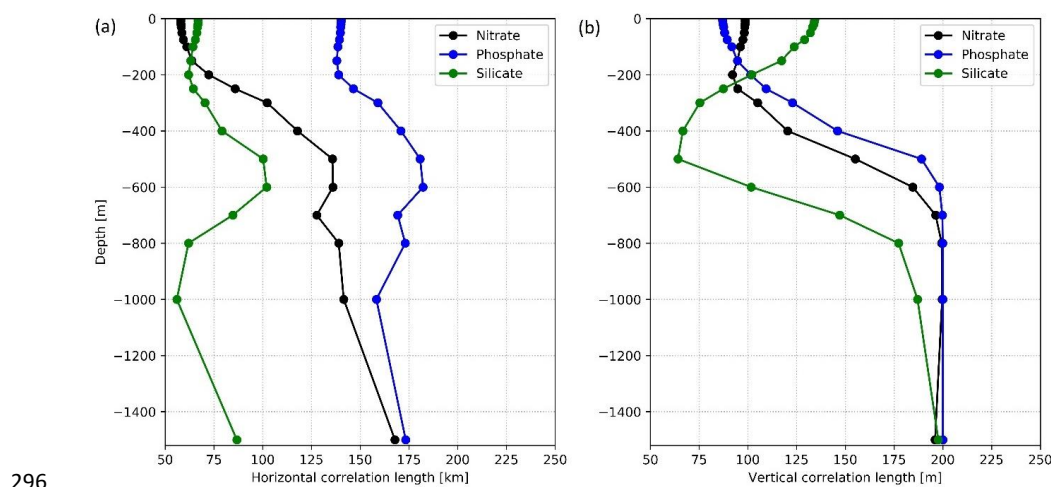 (a)
Nitrate
Phosphate
Silicate
Depth [m]
0
−200
−400
−600
−800
−1000
−1200
−1400
50 75 100 125 150 175 200 225 250
Horizontal correlation length [km]
(b)
Nitrate
Phosphate
Silicate
0
−200
−400
−600
−800
−1000
−1200
−1400
50 75 100 125 150 175 200 225 250
Vertical correlation length [m]
296